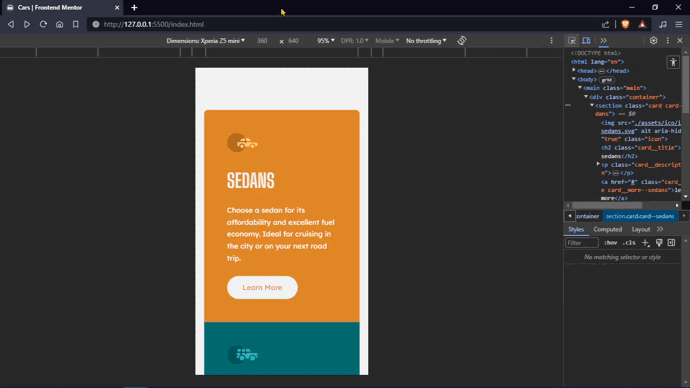 Cars | Frontend Mentor
http://127.0.0.1:5500/index.html
Dimensions: Xperia Z5 mini 360 × 640 95% DPR: 1.0 Mobile No throttling
SEDANS
Choose a sedan for its
affordability and excellent fuel
economy. Ideal for cruising in
the city or on your next road
trip.
Learn More
<!DOCTYPE html>
<html lang="en">
<head> </head>
<body> grid
<main class="main">
<div class="container">
<section class="card card--se
dans"> == $0
<img src="./assets/ico/i
sedans.svg" alt aria-hid
"true" class="icon">
<h2 class="card__title">
sedans</h2>
<p class="card__descript
n"> </p>
<a href="#" class="card_
e card__more--sedans">le
more</a>
ontainer section.card.card--sedans
Styles Computed Layout
Filter :hov .cls
No matching selector or style